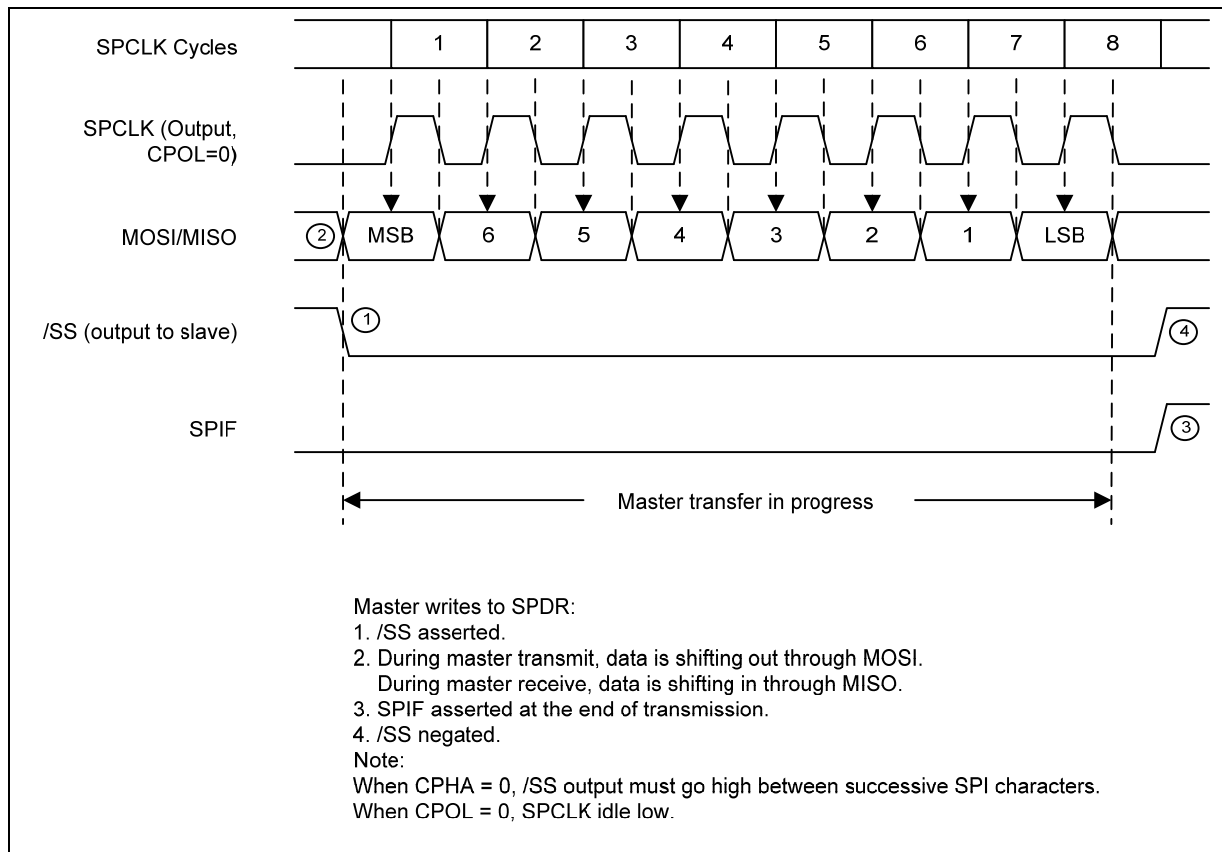 SPCLK Cycles
1 2 3 4 5 6 7 8
SPCLK (Output,
CPOL=0)
MOSI/MISO
2 MSB 6 5 4 3 2 1 LSB
/SS (output to slave)
1
4
SPIF
3
Master transfer in progress
Master writes to SPDR:
1. /SS asserted.
2. During master transmit, data is shifting out through MOSI.
During master receive, data is shifting in through MISO.
3. SPIF asserted at the end of transmission.
4. /SS negated.
Note:
When CPHA = 0, /SS output must go high between successive SPI characters.
When CPOL = 0, SPCLK idle low.